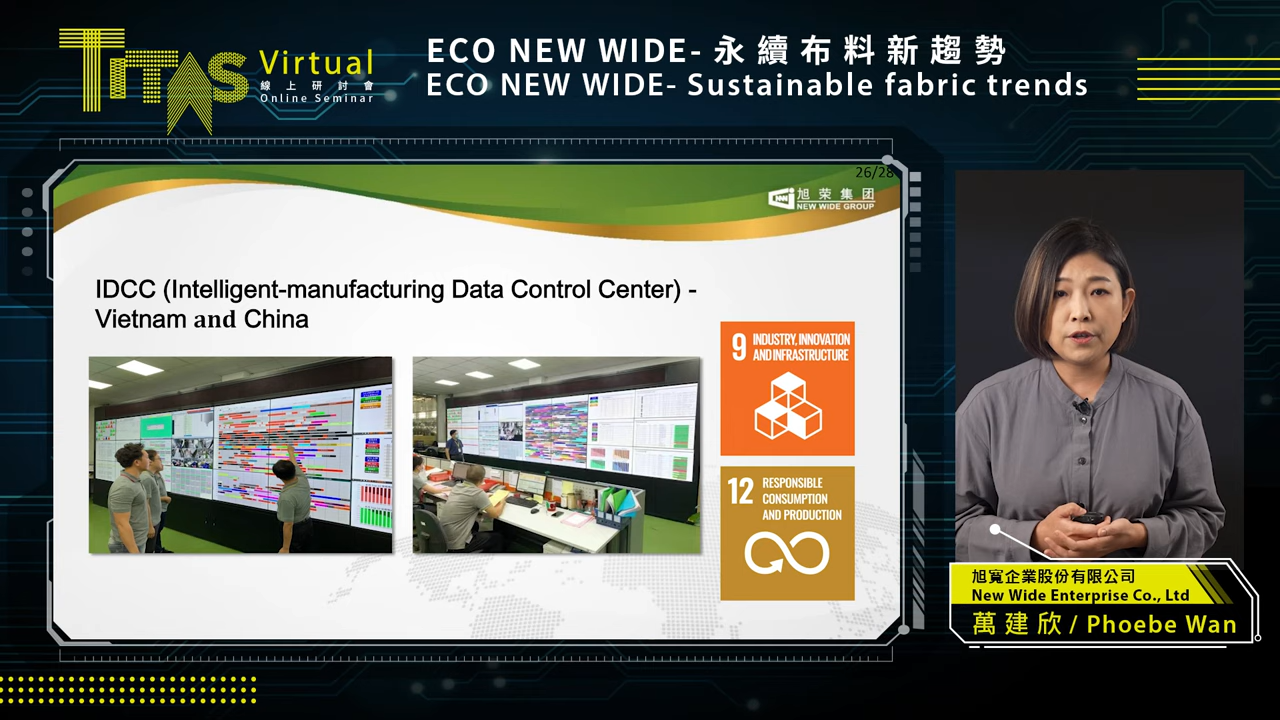 TITAS
Virtual
線上研討會
Online Seminar
ECO NEW WIDE- 永續布料新趨勢
ECO NEW WIDE- Sustainable fabric trends
26/28
旭荣集团
NEW WIDE GROUP
IDCC (Intelligent-manufacturing Data Control Center) -
Vietnam and China
9 INDUSTRY, INNOVATION
AND INFRASTRUCTURE
12 RESPONSIBLE
CONSUMPTION
AND PRODUCTION
旭寬企業股份有限公司
New Wide Enterprise Co., Ltd
萬建欣 / Phoebe Wan